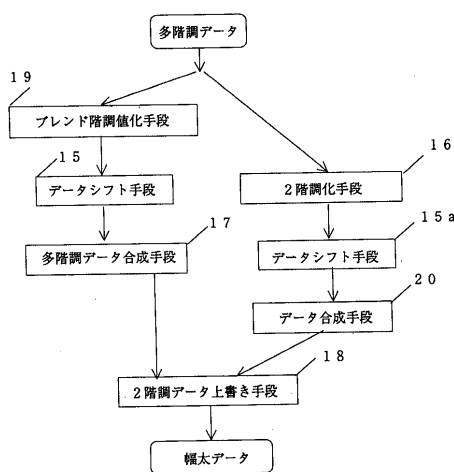 多階調データ
19
ブレンド階調値化手段
15
データシフト手段
17
多階調データ合成手段
16
2階調化手段
15a
データシフト手段
20
データ合成手段
18
2階調データ上書き手段
幅太データ